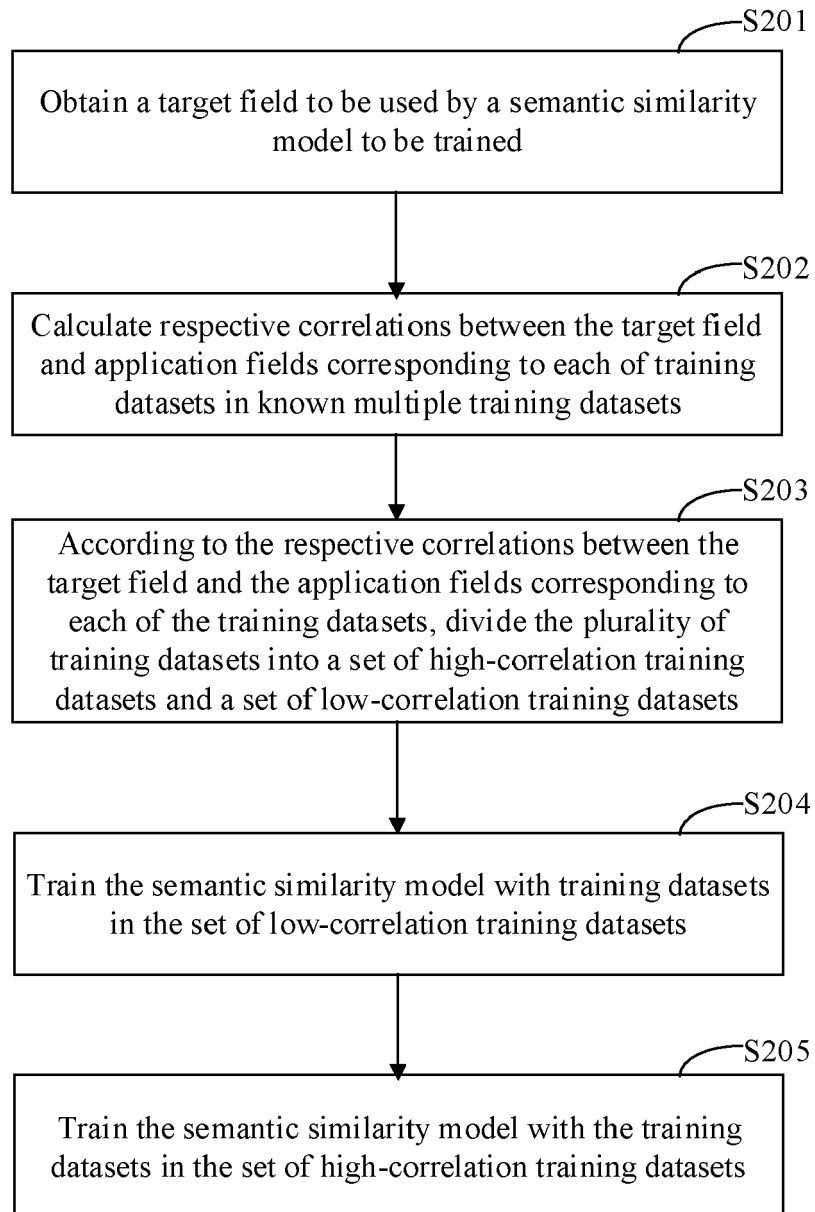 S201
Obtain a target field to be used by a semantic similarity
model to be trained
S202
Calculate respective correlations between the target field
and application fields corresponding to each of training
datasets in known multiple training datasets
S203
According to the respective correlations between the
target field and the application fields corresponding to
each of the training datasets, divide the plurality of
training datasets into a set of high-correlation training
datasets and a set of low-correlation training datasets
S204
Train the semantic similarity model with training datasets
in the set of low-correlation training datasets
S205
Train the semantic similarity model with the training
datasets in the set of high-correlation training datasets